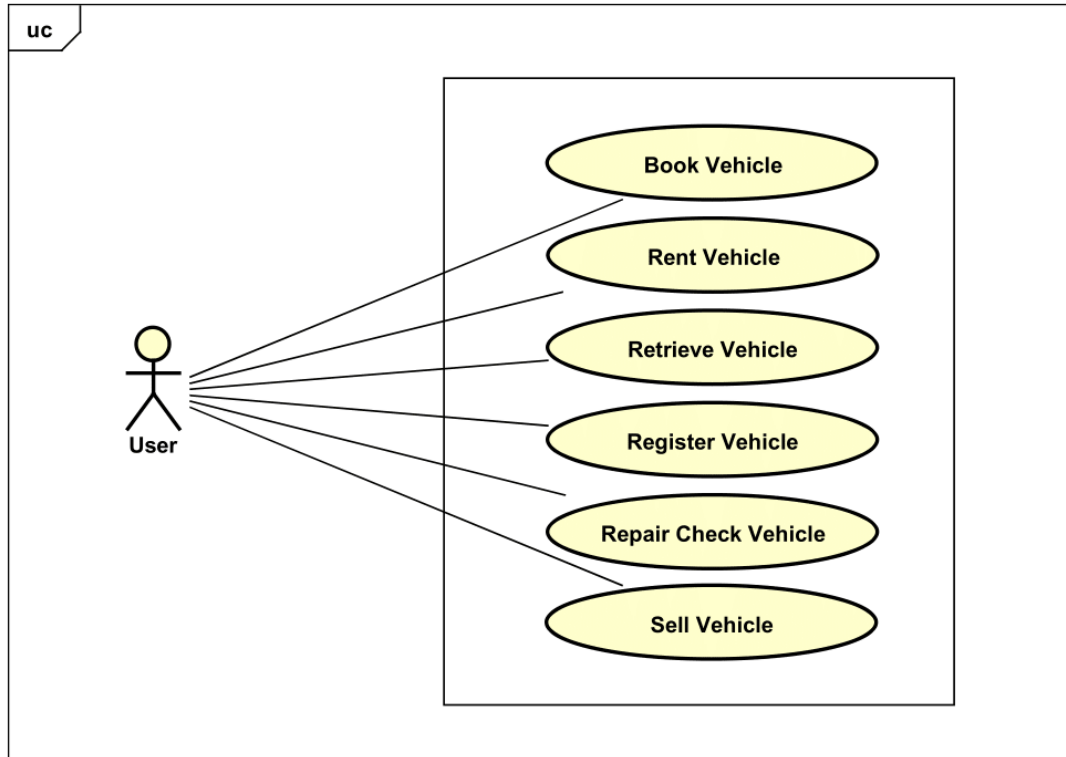 uc
Book Vehicle
Rent Vehicle
Retrieve Vehicle
User
Register Vehicle
Repair Check Vehicle
Sell Vehicle